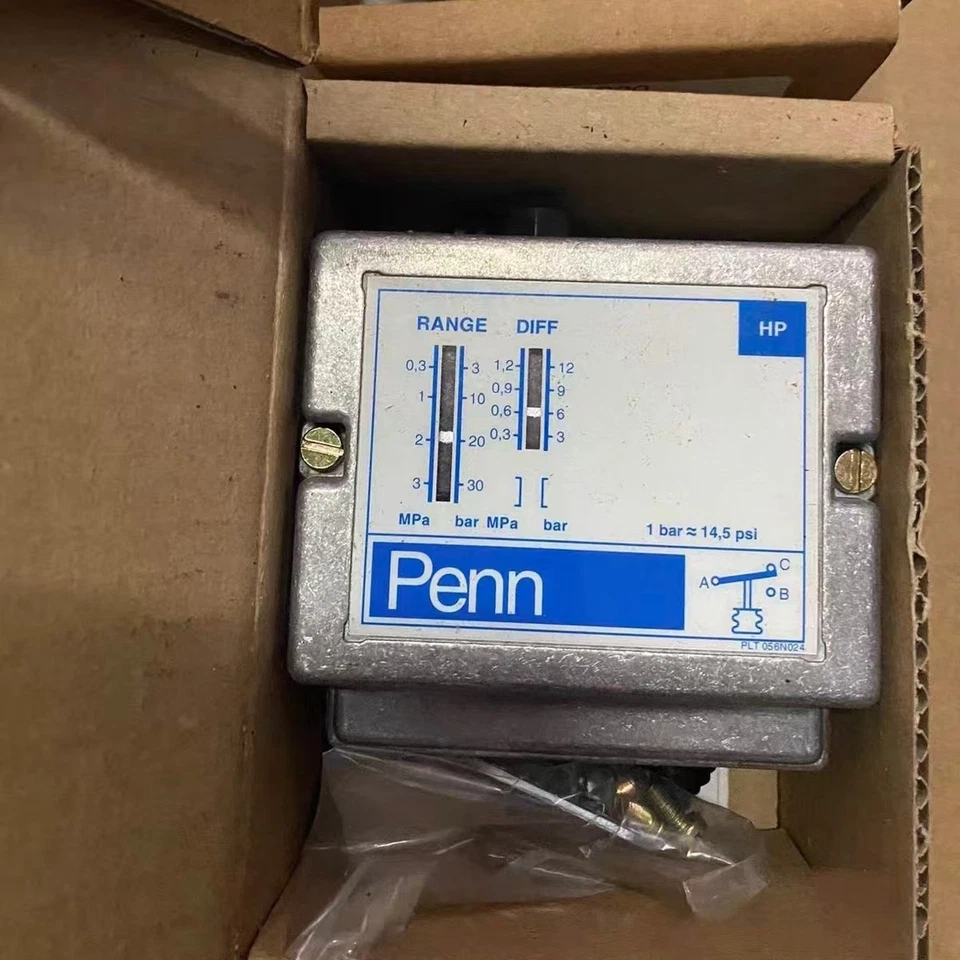 HP
RANGE DIFF
0,3 3 1,2 12
1 10 0,9 9
2 20 0,6 6
3 30 0,3 3
] [
MPa bar MPa bar
1 bar ≈ 14,5 psi
Penn
A C
B
PLT 056N024